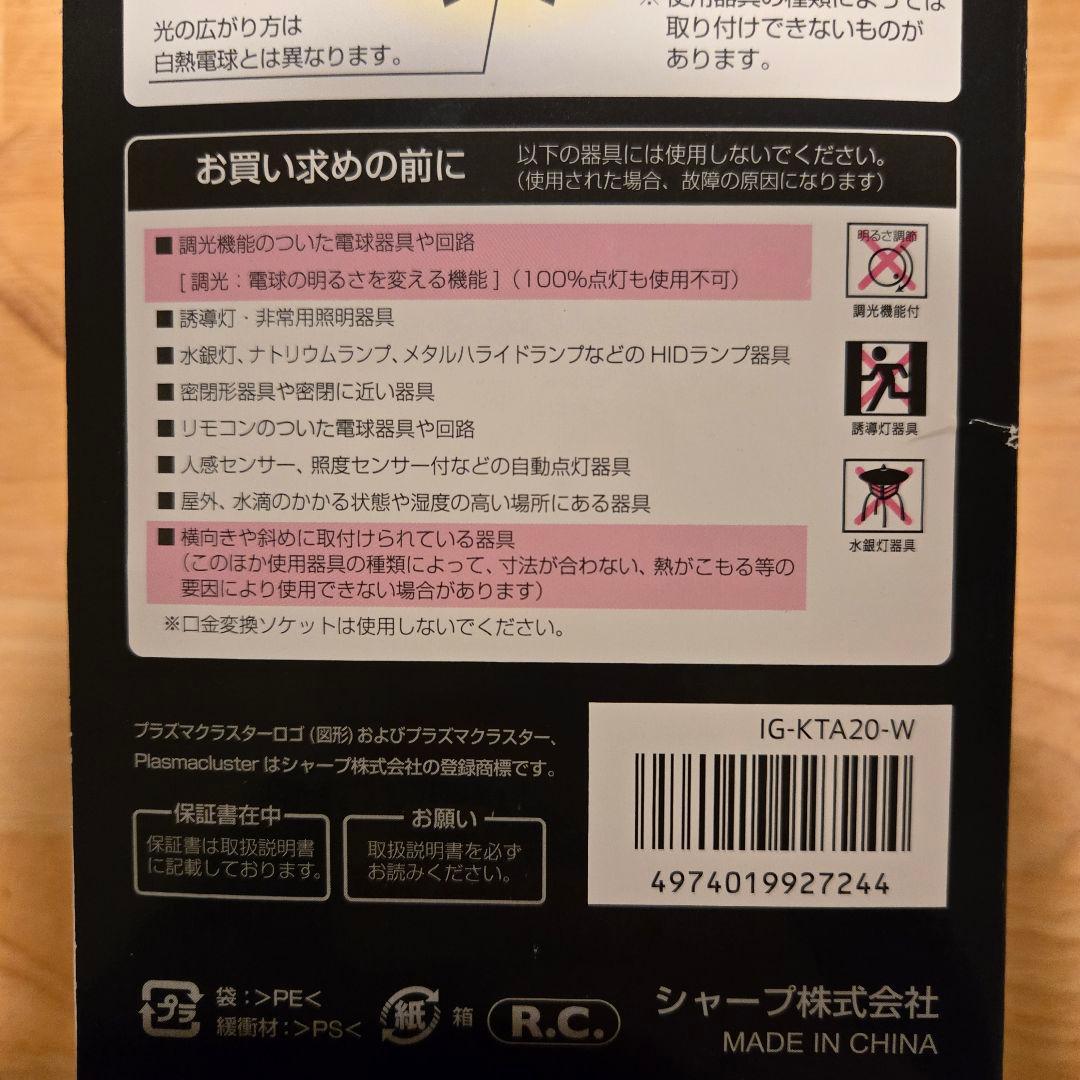 光の広がり方は
白熱電球とは異なります。
※使用器具の種類によっては
取り付けできないものが
あります。
お買い求めの前に
以下の器具には使用しないでください。
（使用された場合、故障の原因になります）
■ 調光機能のついた電球器具や回路
[ 調光：電球の明るさを変える機能 ]（100%点灯も使用不可）
■ 誘導灯・非常用照明器具
■ 水銀灯、ナトリウムランプ、メタルハライドランプなどの HIDランプ器具
■ 密閉形器具や密閉に近い器具
■ リモコンのついた電球器具や回路
■ 人感センサー、照度センサー付などの自動点灯器具
■ 屋外、水滴のかかる状態や湿度の高い場所にある器具
■ 横向きや斜めに取付けられている器具
（このほか使用器具の種類によって、寸法が合わない、熱がこもる等の
要因により使用できない場合があります）
※口金変換ソケットは使用しないでください。
明るさ調節
調光機能付
誘導灯器具
水銀灯器具
プラズマクラスターロゴ（図形）およびプラズマクラスター、
Plasmacluster はシャープ株式会社の登録商標です。
保証書在中
保証書は取扱説明書
に記載しております。
お願い
取扱説明書を必ず
お読みください。
IG-KTA20-W
4974019927244
プラ
袋：>PE<
緩衝材：>PS<
紙
箱
R.C.
シャープ株式会社
MADE IN CHINA